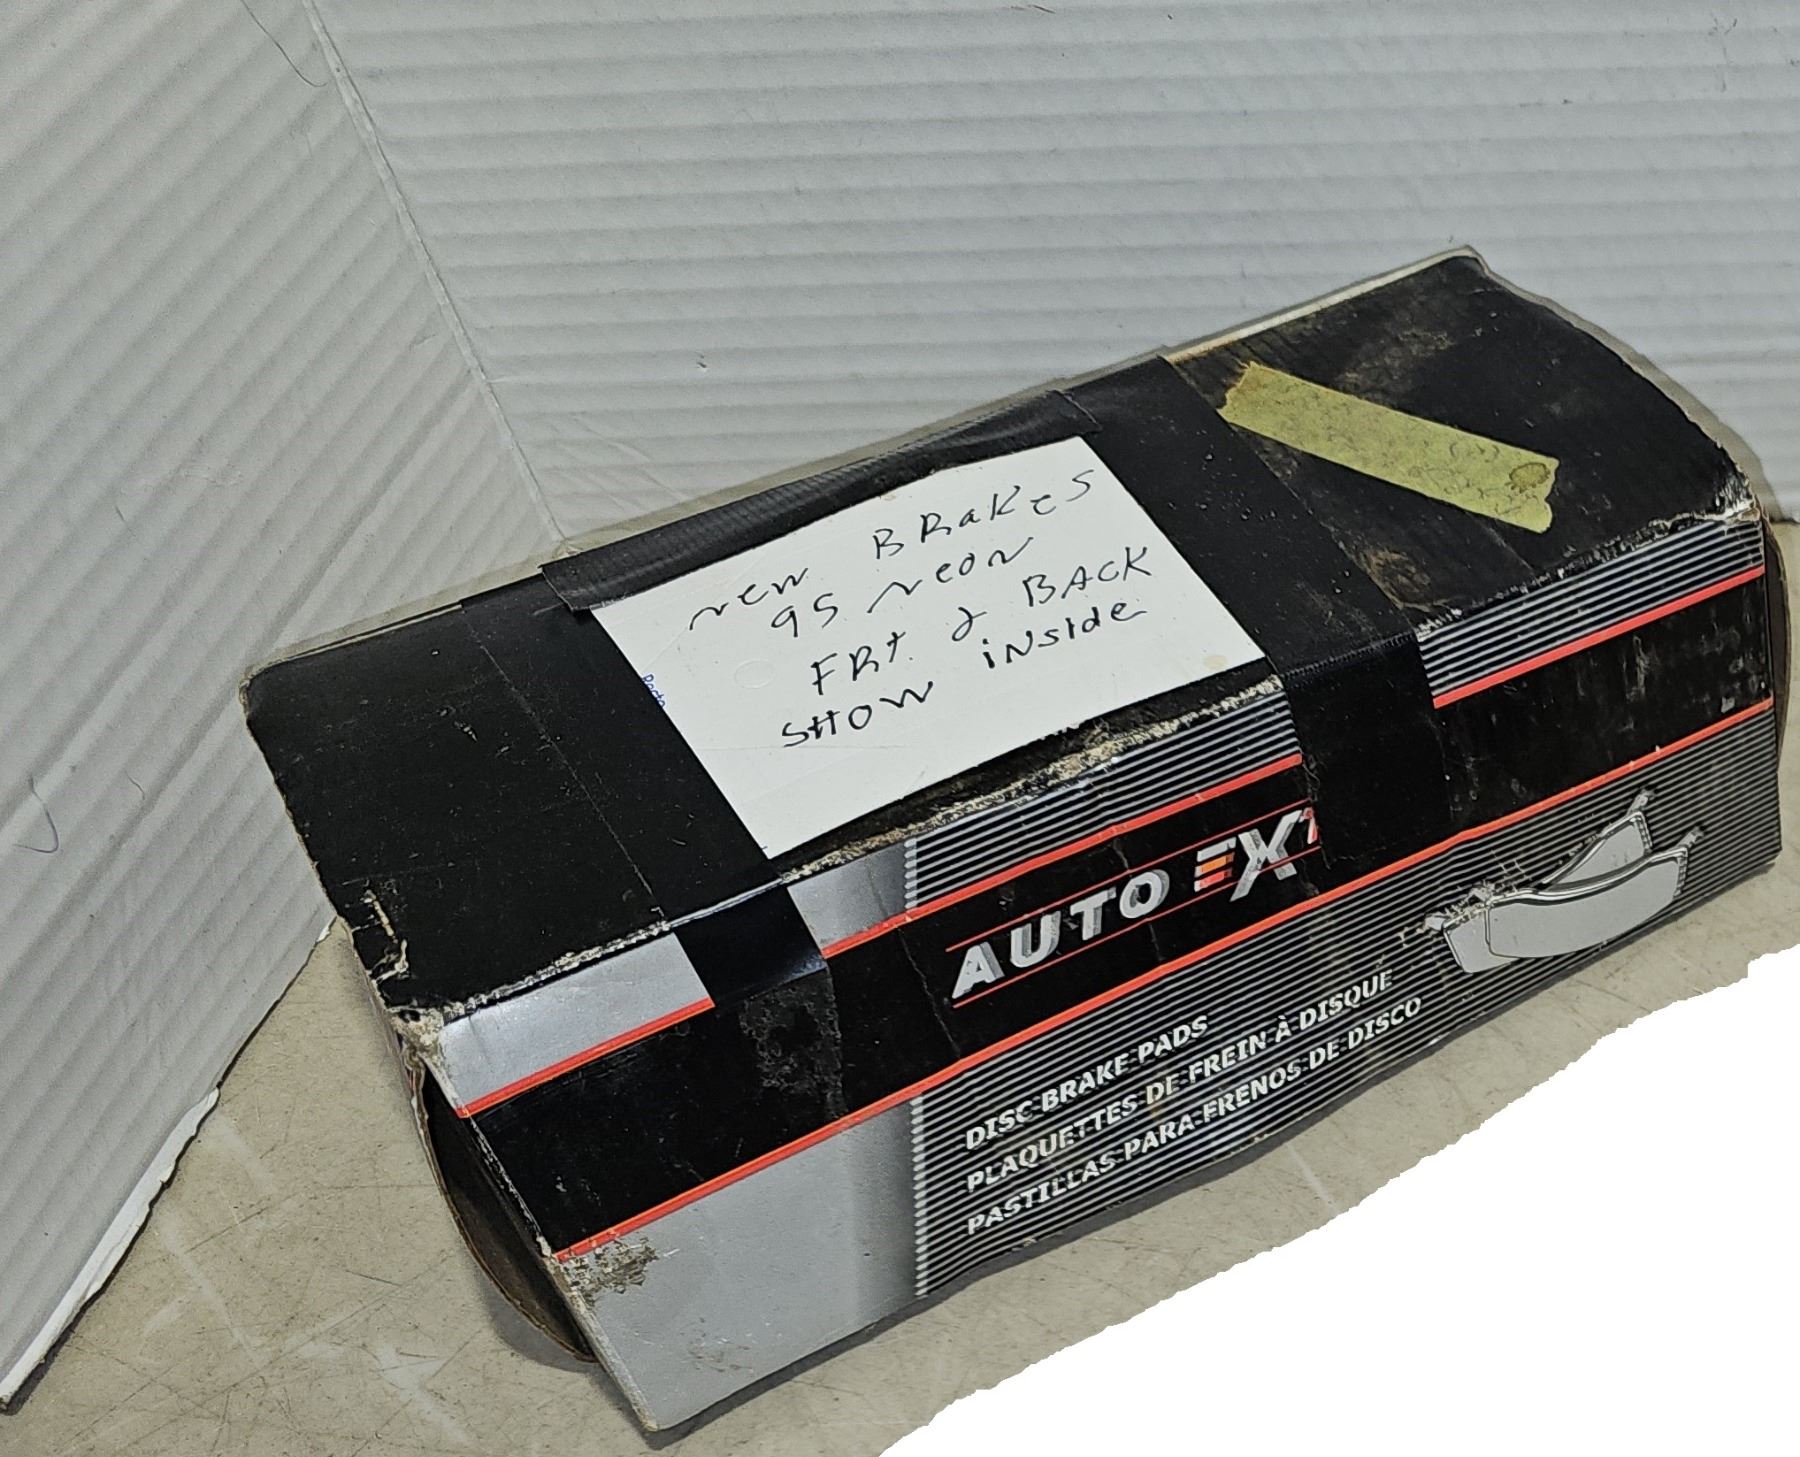 NEW BRAKES
95 NEON
FRT & BACK
SHOW INSIDE
AUTO EX1
DISC BRAKE PADS
PLAQUETTES DE FREIN À DISQUE
PASTILLAS PARA FRENOS DE DISCO